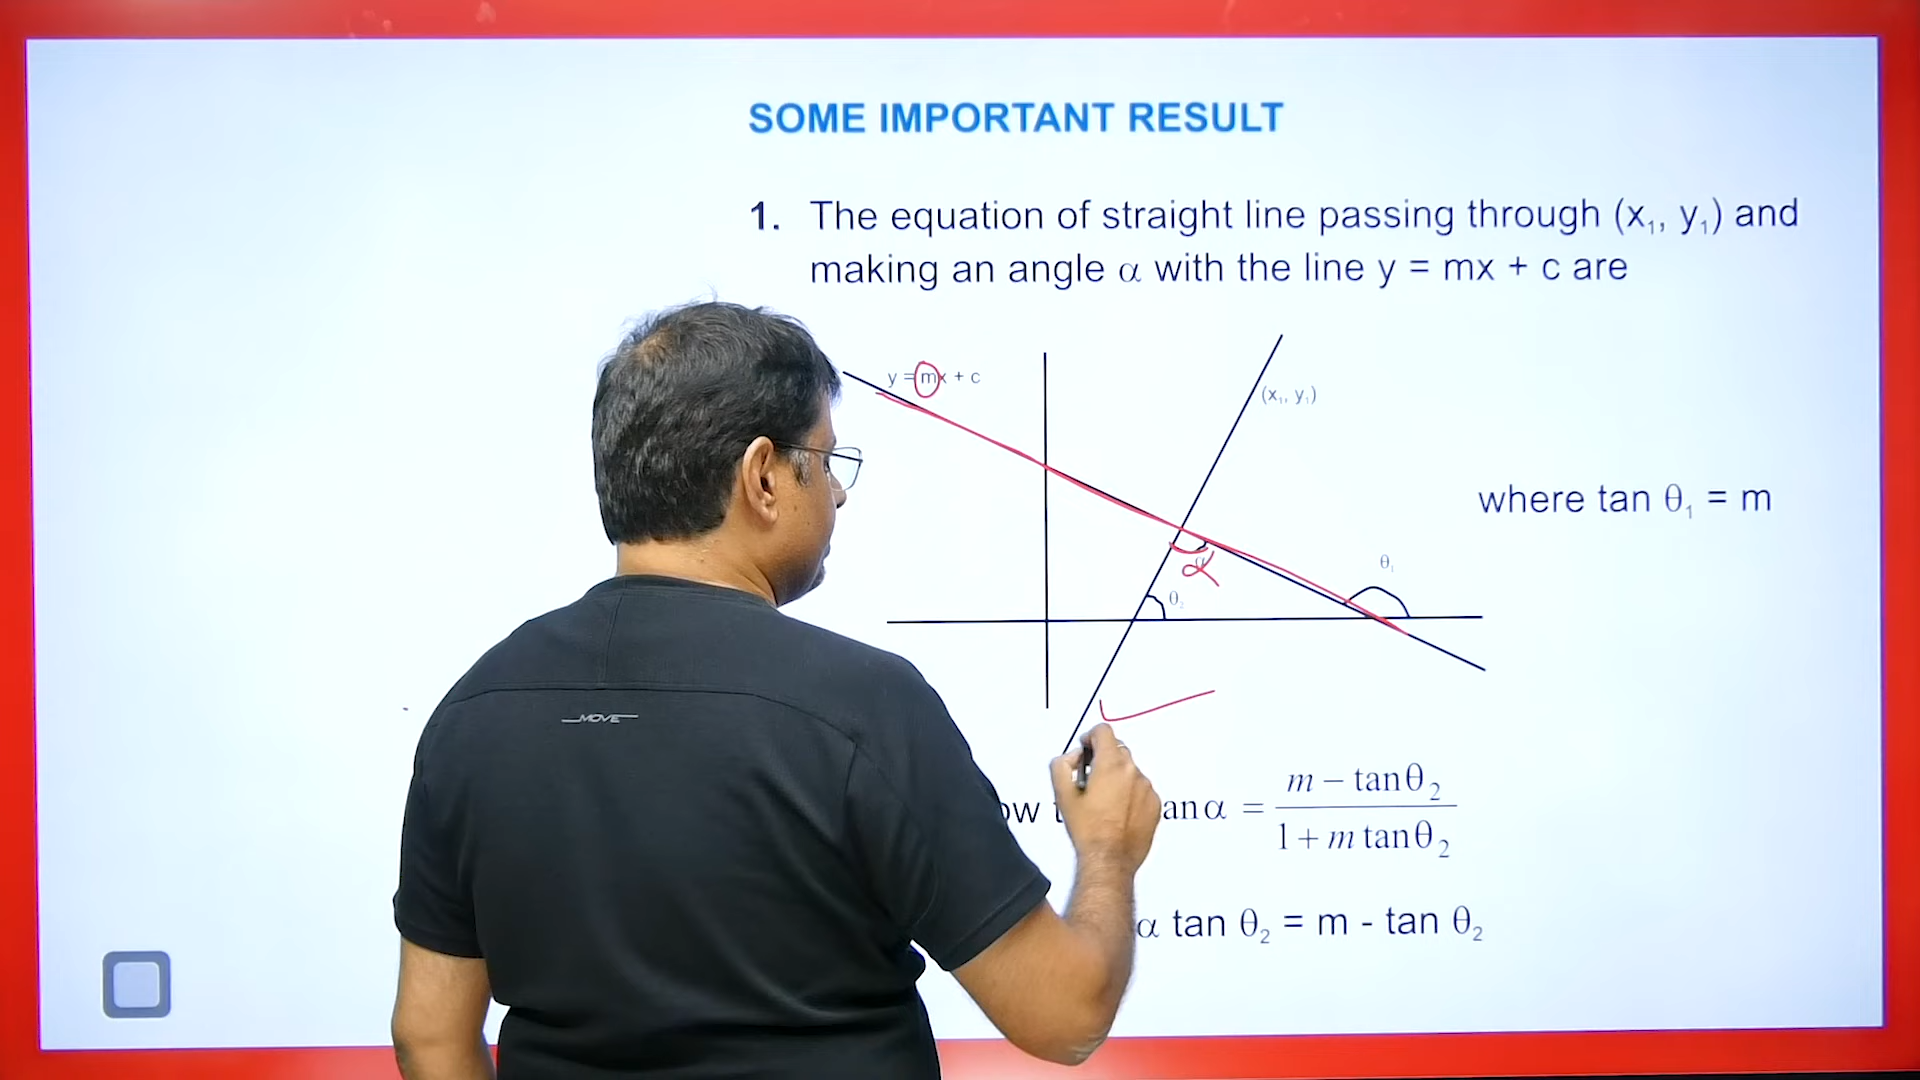 SOME IMPORTANT RESULT
1. The equation of straight line passing through (x₁, y₁) and
making an angle α with the line y = mx + c are
y = mx + c
(x₁, y₁)
where tan θ₁ = m
α
θ₁
θ₂
MOVE
tan α = (m − tanθ₂) / (1 + m tanθ₂)
α tan θ₂ = m - tan θ₂